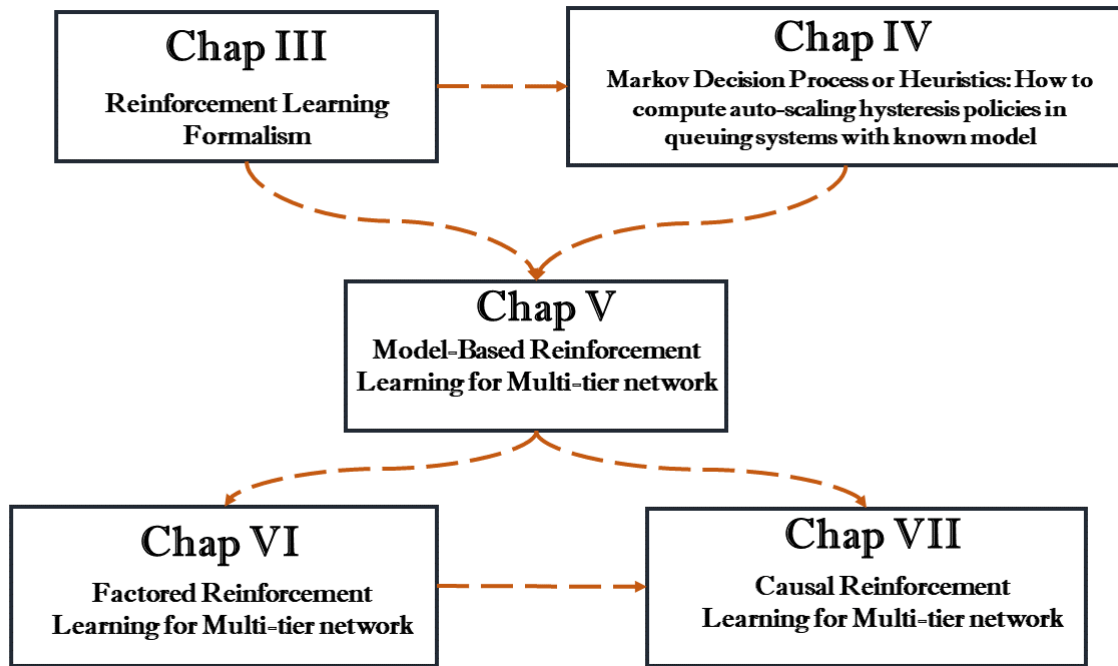 Chap III
Reinforcement Learning
Formalism
Chap IV
Markov Decision Process or Heuristics: How to
compute auto-scaling hysteresis policies in
queuing systems with known model
Chap V
Model-Based Reinforcement
Learning for Multi-tier network
Chap VI
Factored Reinforcement
Learning for Multi-tier network
Chap VII
Causal Reinforcement
Learning for Multi-tier network